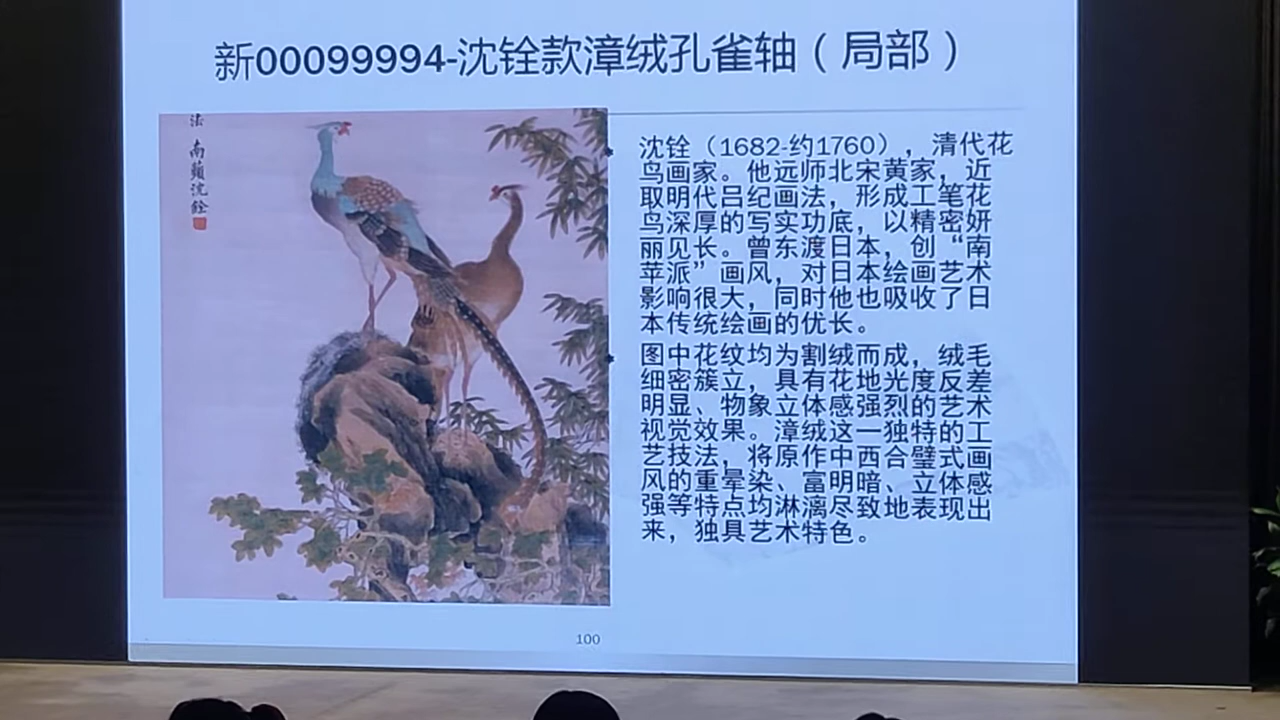 新00099994-沈铨款漳绒孔雀轴（局部）
法
南蘋沈铨
沈铨（1682-约1760），清代花
鸟画家。他远师北宋黄家，近
取明代吕纪画法，形成工笔花
鸟深厚的写实功底，以精密妍
丽见长。曾东渡日本，创“南
苹派”画风，对日本绘画艺术
影响很大，同时他也吸收了日
本传统绘画的优长。
图中花纹均为割绒而成，绒毛
细密簇立，具有花地光度反差
明显、物象立体感强烈的艺术
视觉效果。漳绒这一独特的工
艺技法，将原作中西合璧式画
风的重晕染、富明暗、立体感
强等特点均淋漓尽致地表现出
来，独具艺术特色。
100